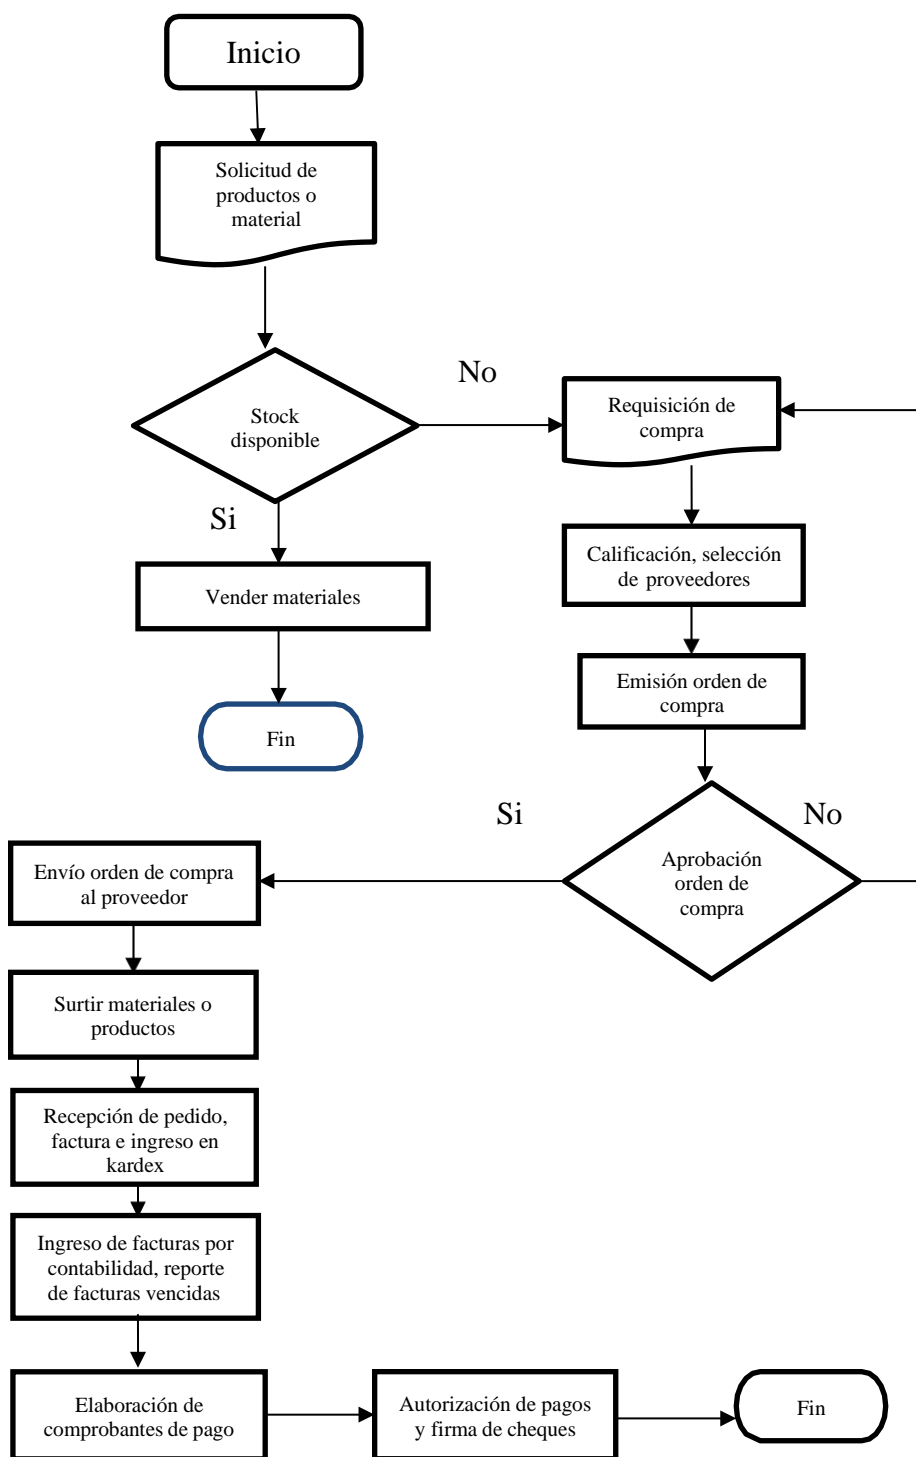 Inicio
Solicitud de
productos o
material
No
Stock
disponible
Requisición de
compra
Si
Calificación, selección
de proveedores
Vender materiales
Emisión orden de
compra
Fin
Si
No
Aprobación
orden de
compra
Envío orden de compra
al proveedor
Surtir materiales o
productos
Recepción de pedido,
factura e ingreso en
kardex
Ingreso de facturas por
contabilidad, reporte
de facturas vencidas
Elaboración de
comprobantes de pago
Autorización de pagos
y firma de cheques
Fin